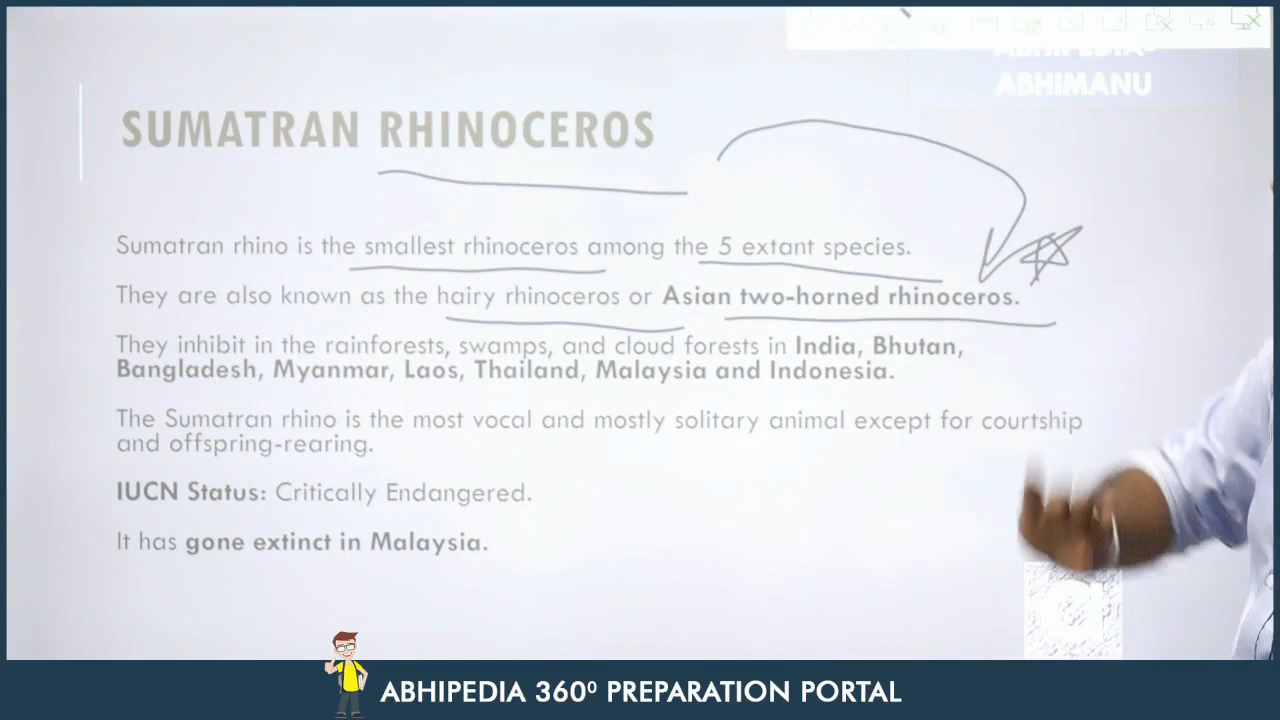 ABHIPEDIA
ABHIMANU
SUMATRAN RHINOCEROS
Sumatran rhino is the smallest rhinoceros among the 5 extant species.
They are also known as the hairy rhinoceros or Asian two-horned rhinoceros.
They inhibit in the rainforests, swamps, and cloud forests in India, Bhutan,
Bangladesh, Myanmar, Laos, Thailand, Malaysia and Indonesia.
The Sumatran rhino is the most vocal and mostly solitary animal except for courtship
and offspring-rearing.
IUCN Status: Critically Endangered.
It has gone extinct in Malaysia.
ABHIPEDIA 360⁰ PREPARATION PORTAL